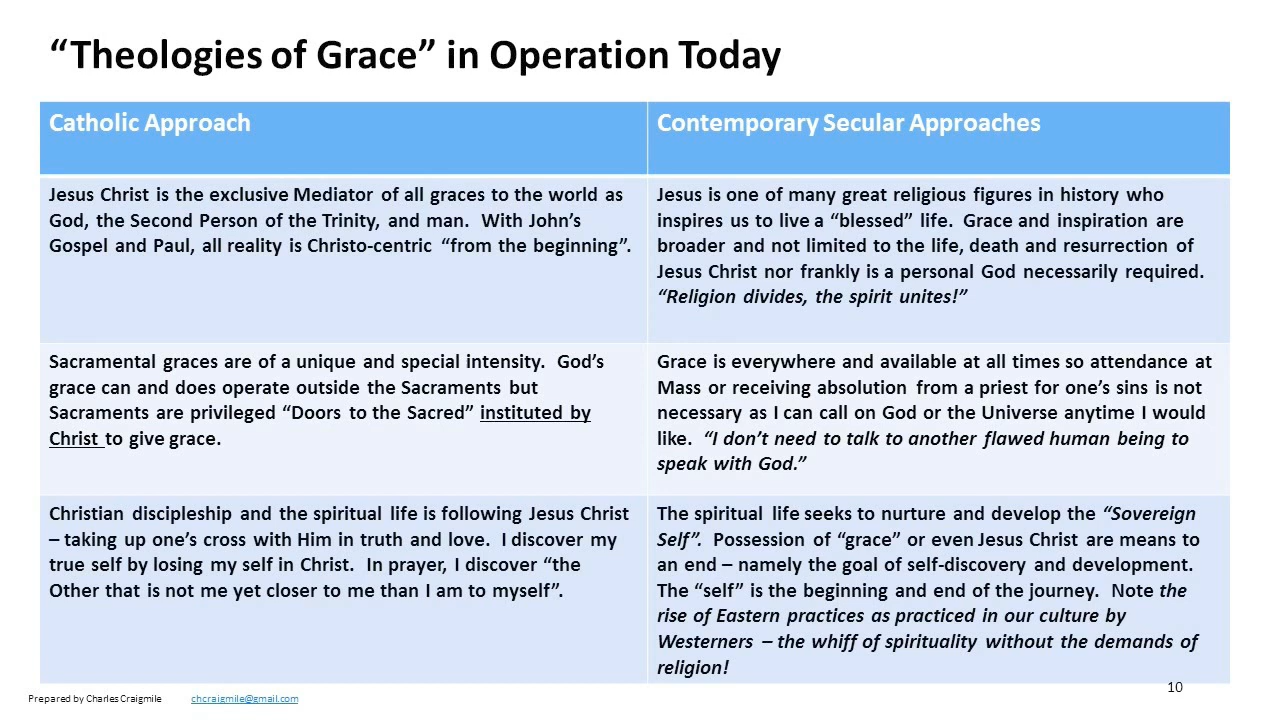 “Theologies of Grace” in Operation Today
Catholic Approach
Contemporary Secular Approaches
Jesus Christ is the exclusive Mediator of all graces to the world as
God, the Second Person of the Trinity, and man. With John’s
Gospel and Paul, all reality is Christo-centric “from the beginning”.
Jesus is one of many great religious figures in history who
inspires us to live a “blessed” life. Grace and inspiration are
broader and not limited to the life, death and resurrection of
Jesus Christ nor frankly is a personal God necessarily required.
“Religion divides, the spirit unites!”
Sacramental graces are of a unique and special intensity. God’s
grace can and does operate outside the Sacraments but
Sacraments are privileged “Doors to the Sacred” instituted by
Christ to give grace.
Grace is everywhere and available at all times so attendance at
Mass or receiving absolution from a priest for one’s sins is not
necessary as I can call on God or the Universe anytime I would
like. “I don’t need to talk to another flawed human being to
speak with God.”
Christian discipleship and the spiritual life is following Jesus Christ
– taking up one’s cross with Him in truth and love. I discover my
true self by losing my self in Christ. In prayer, I discover “the
Other that is not me yet closer to me than I am to myself”.
The spiritual life seeks to nurture and develop the “Sovereign
Self”. Possession of “grace” or even Jesus Christ are means to
an end – namely the goal of self-discovery and development.
The “self” is the beginning and end of the journey. Note the
rise of Eastern practices as practiced in our culture by
Westerners – the whiff of spirituality without the demands of
religion!
Prepared by Charles Craigmile chcraigmile@gmail.com
10